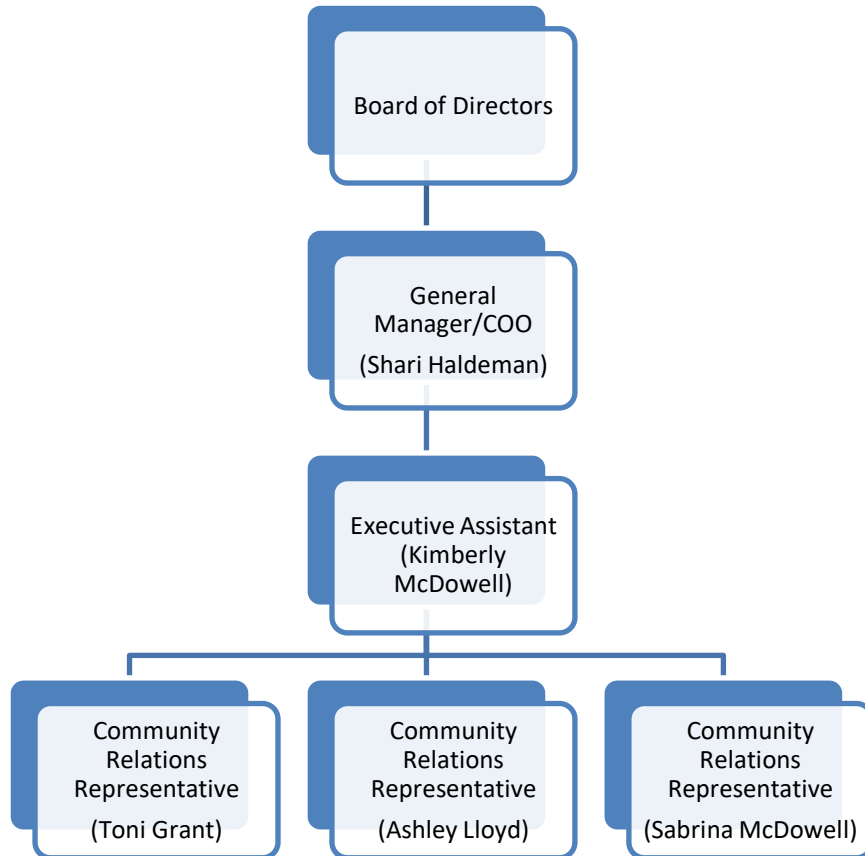 Board of Directors
General
Manager/COO
(Shari Haldeman)
Executive Assistant
(Kimberly
McDowell)
Community
Relations
Representative
(Toni Grant)
Community
Relations
Representative
(Ashley Lloyd)
Community
Relations
Representative
(Sabrina McDowell)